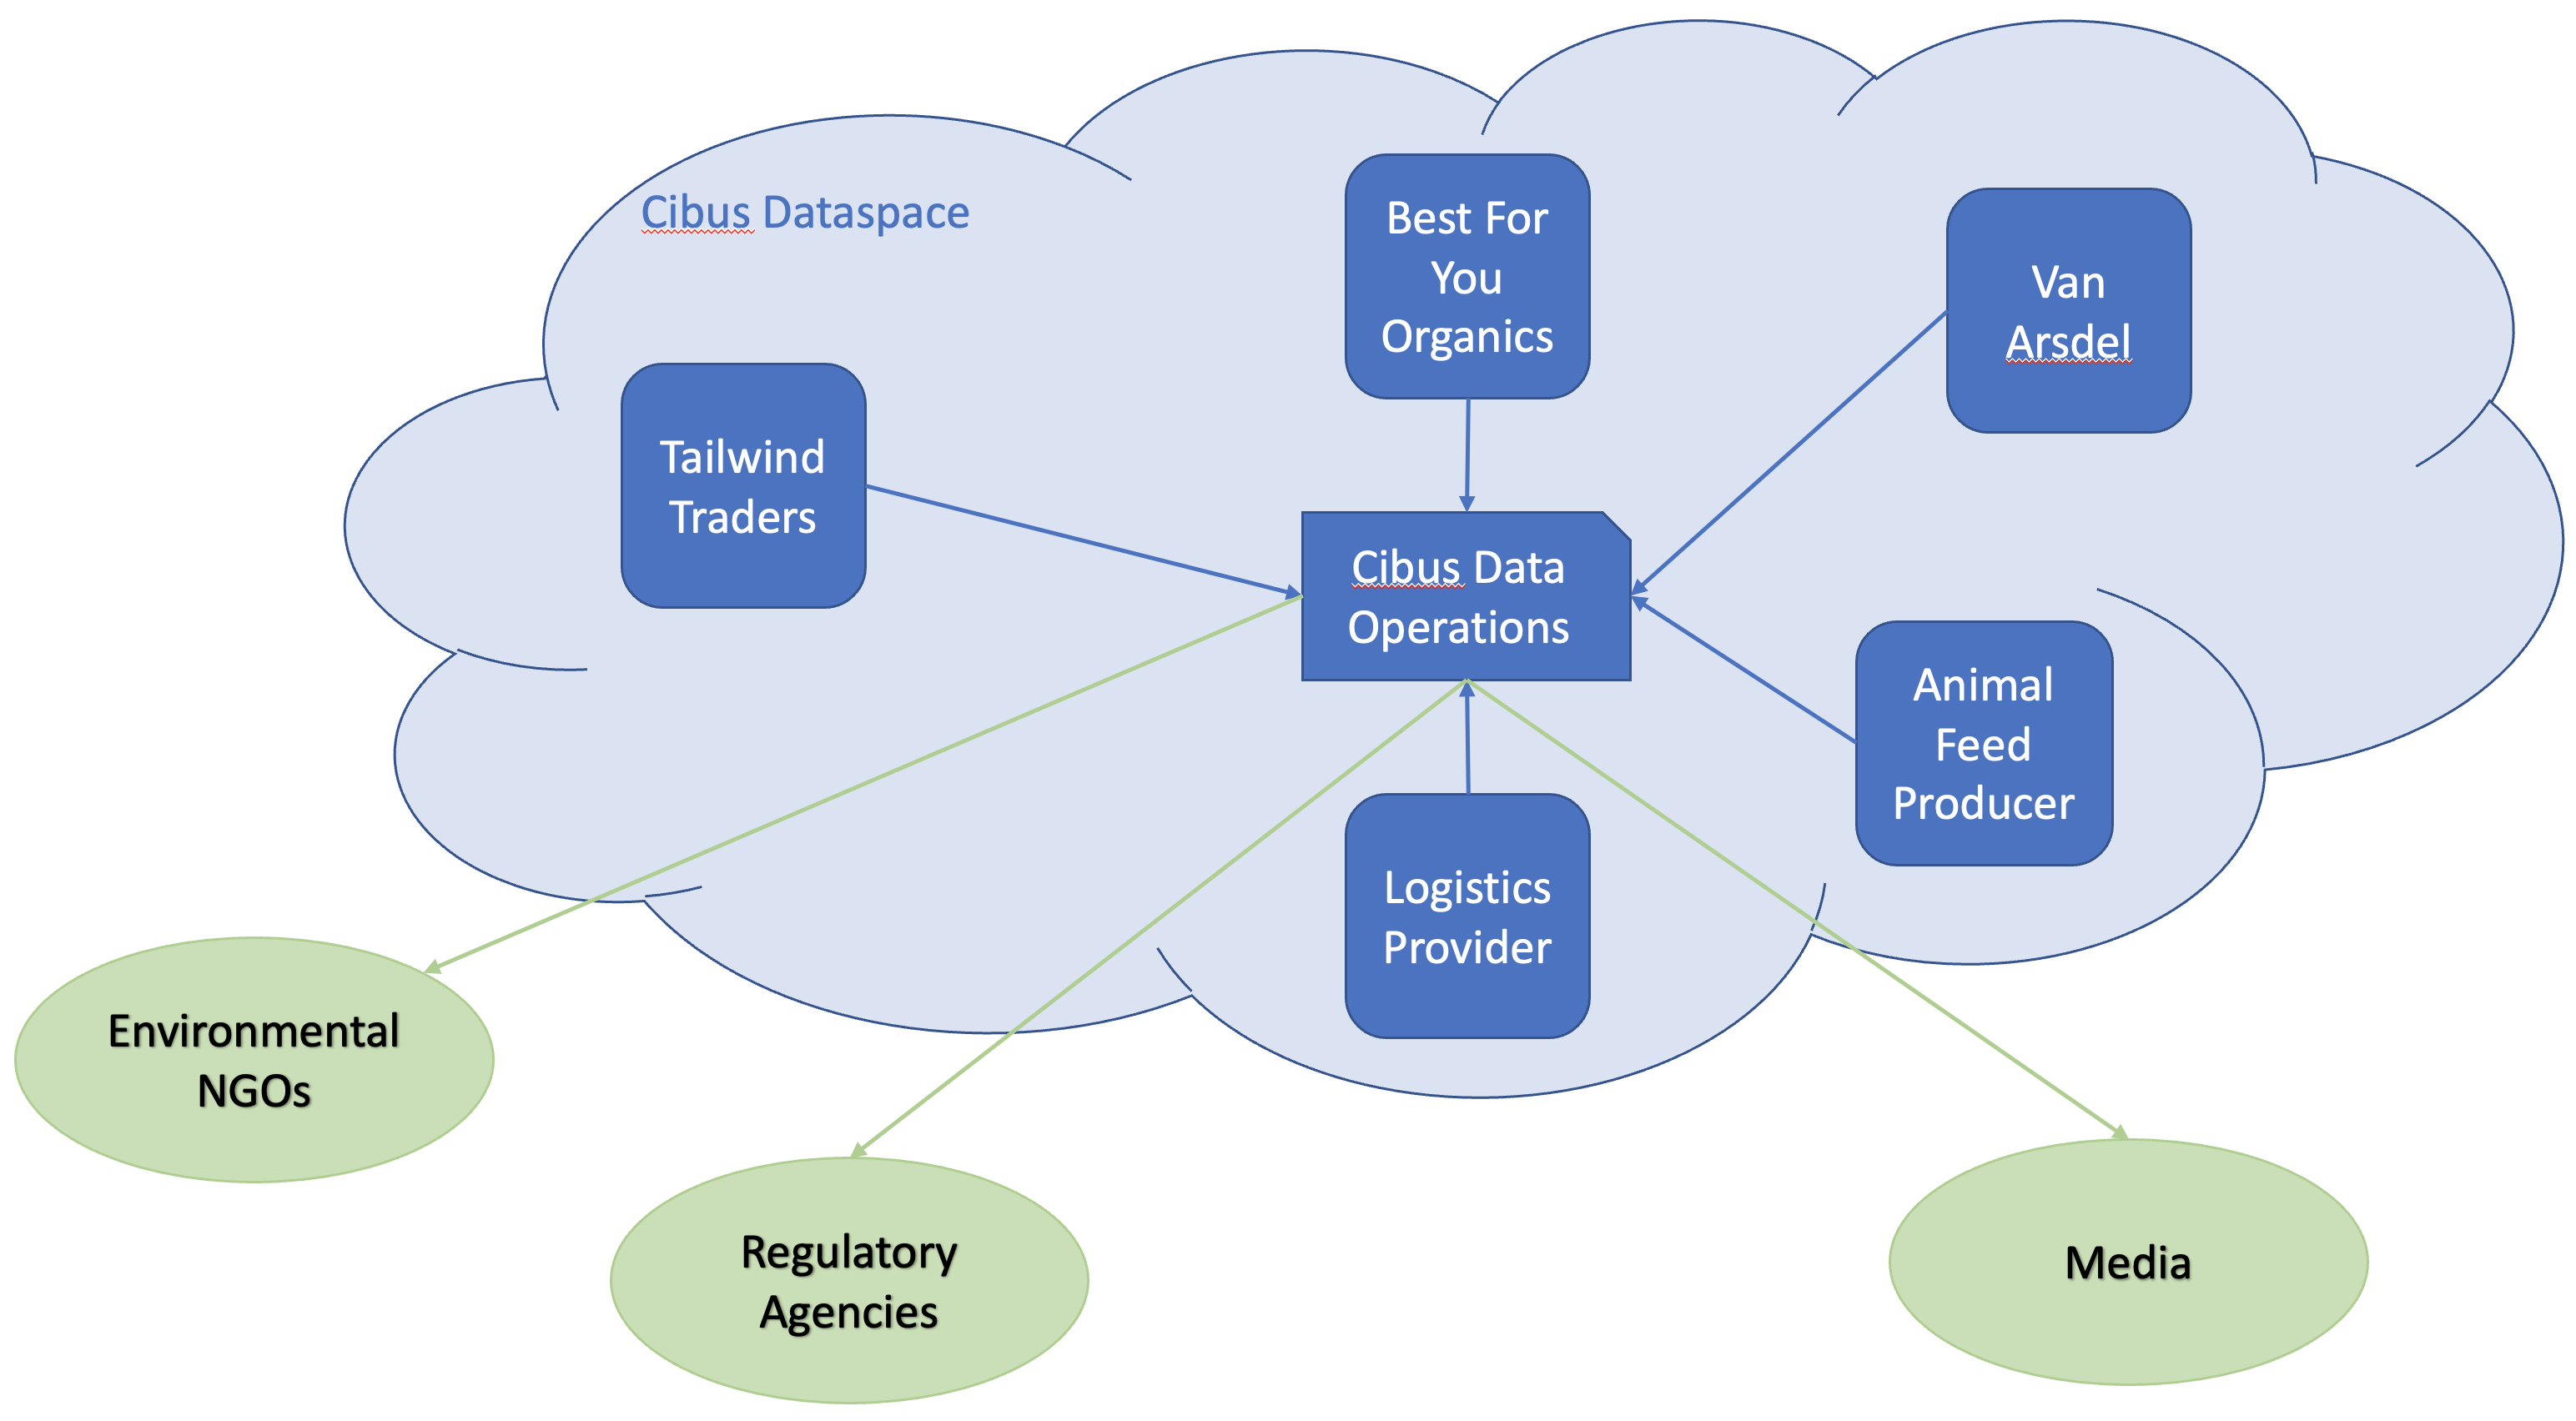 Cibus Dataspace
Best For
You
Organics
Van
Arsdel
Tailwind
Traders
Cibus Data
Operations
Animal
Feed
Producer
Logistics
Provider
Environmental
NGOs
Regulatory
Agencies
Media